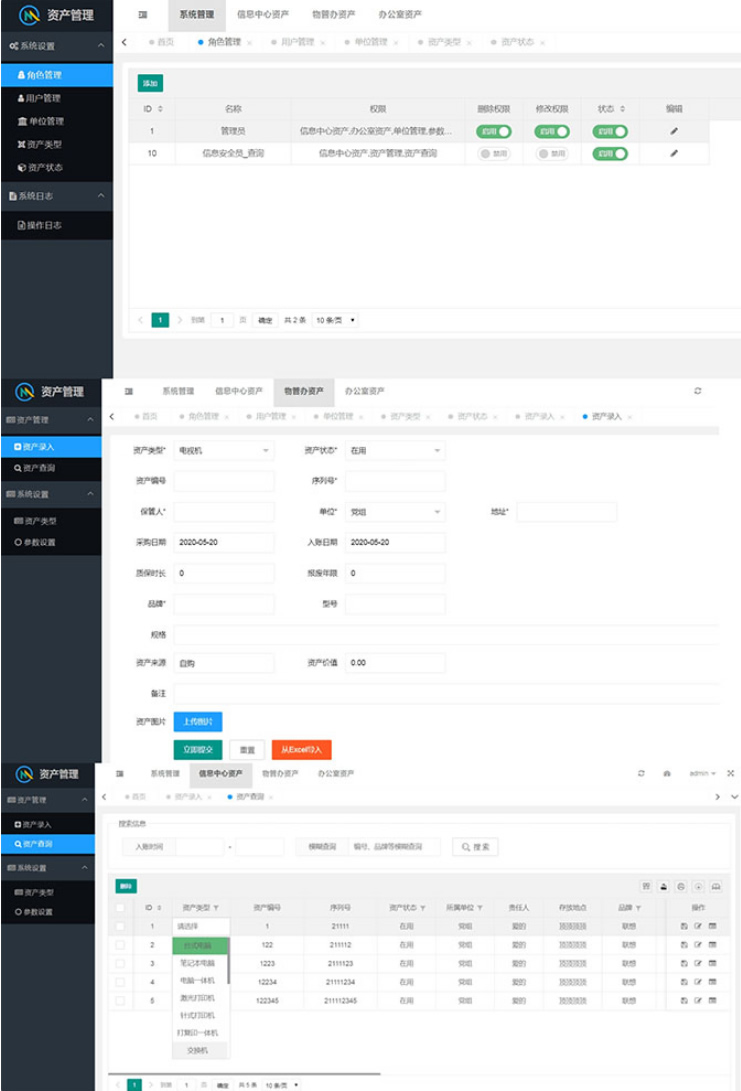 资产管理
系统管理 信息中心资产 物管办资产 办公室资产
系统设置
首页 角色管理 用户管理 单位管理 资产类型 资产状态
角色管理
用户管理
单位管理
资产类型
资产状态
系统日志
操作日志
添加
ID 名称 权限 删除权限 修改权限 状态 编辑
1 管理员 信息中心资产,办公室资产,单位管理,参数... 启用 启用 启用
10 信息安全员_查询 信息中心资产,资产管理,资产查询 禁用 禁用 启用
1 到第 1 页 确定 共 2 条 10 条/页
资产管理
系统管理 信息中心资产 物管办资产 办公室资产
资产管理
首页 角色管理 用户管理 单位管理 资产类型 资产状态 资产录入 资产录入
资产录入
资产查询
系统设置
资产类型
参数设置
资产类型* 电视机 资产状态* 在用
资产编号 序列号*
保管人* 单位* 党组 地址*
采购日期 2020-05-20 入账日期 2020-05-20
质保时长 0 报废年限 0
品牌* 型号
规格
资产来源 自购 资产价值 0.00
备注
资产图片 上传图片
立即提交 重置 从Excel导入
资产管理
系统管理 信息中心资产 物管办资产 办公室资产 admin
资产管理
首页 资产录入 资产查询
资产录入
资产查询
系统设置
资产类型
参数设置
搜索信息
入账时间 - 模糊查询 编号、品牌等模糊查询 搜索
删除
ID 资产类型 资产编号 序列号 资产状态 所属单位 责任人 存放地点 品牌 操作
1 请选择 1 21111 在用 党组 爱的 顶顶顶顶 联想
2 台式电脑 122 211112 在用 党组 爱的 顶顶顶顶 联想
3 笔记本电脑 1223 2111123 在用 党组 爱的 顶顶顶顶 联想
4 电脑一体机 12234 21111234 在用 党组 爱的 顶顶顶顶 联想
5 激光打印机 122345 211112345 在用 党组 爱的 顶顶顶顶 联想
针式打印机
打复印一体机
交换机
1 到第 1 页 确定 共 5 条 10 条/页